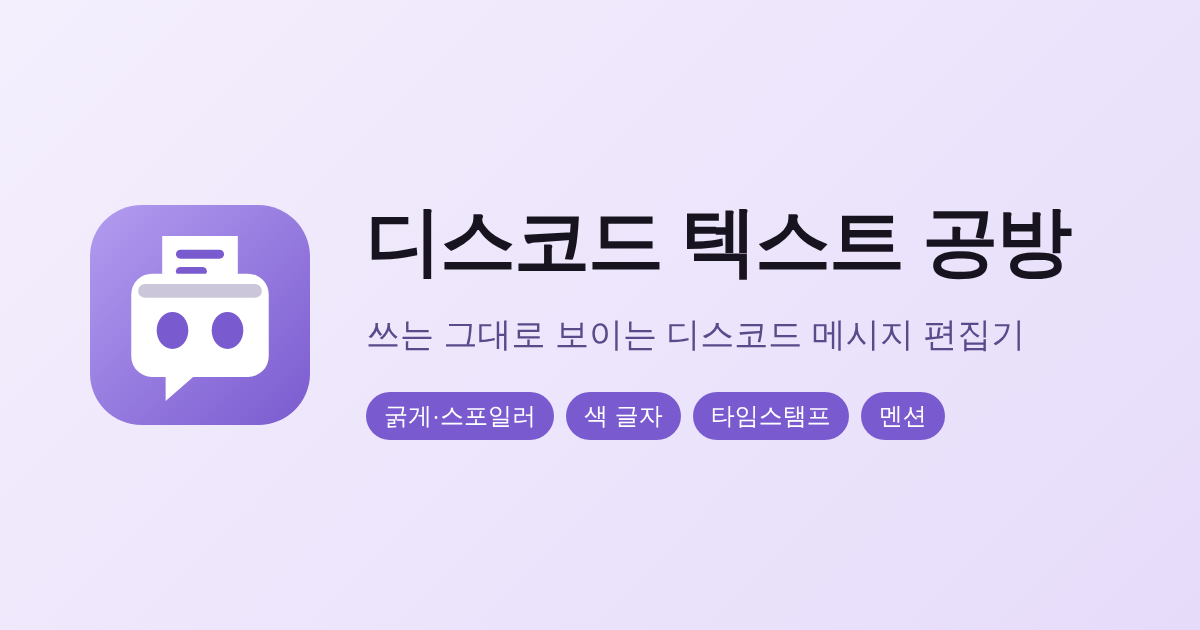 디스코드 텍스트 공방
쓰는 그대로 보이는 디스코드 메시지 편집기
굵게·스포일러 색 글자 타임스탬프 멘션